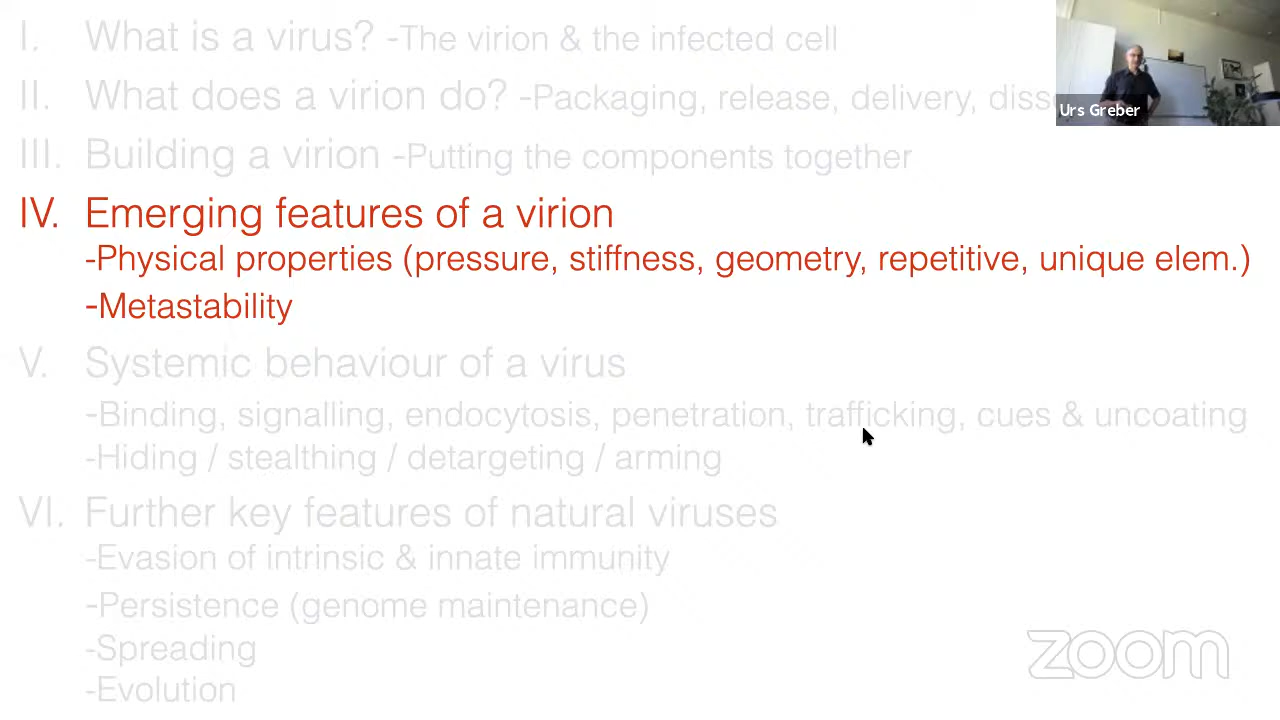 I. What is a virus? -The virion & the infected cell
II. What does a virion do? -Packaging, release, delivery,
Urs Greber
III. Building a virion -Putting the components together
IV. Emerging features of a virion
-Physical properties (pressure, stiffness, geometry, repetitive, unique elem.)
-Metastability
V. Systemic behaviour of a virus
-Binding, signalling, endocytosis, penetration, trafficking, cues & uncoating
-Hiding / stealthing / detargeting / arming
VI. Further key features of natural viruses
-Evasion of intrinsic & innate immunity
-Persistence (genome maintenance)
-Spreading
-Evolution
zoom